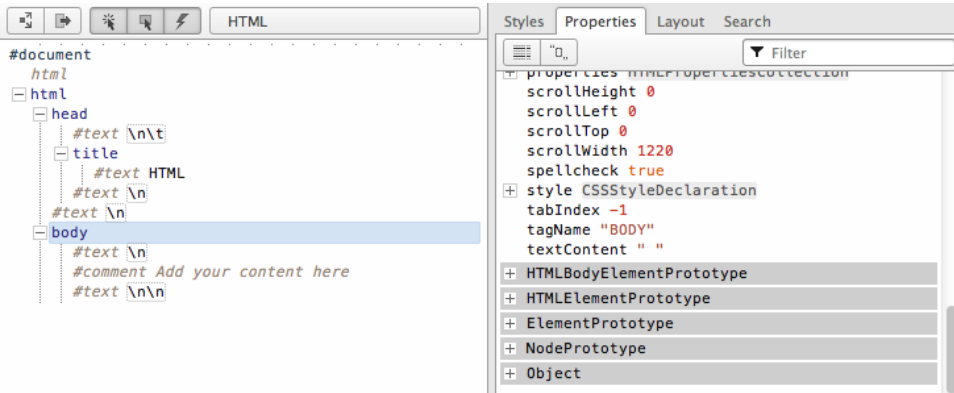 HTML
#document
html
html
head
#text \n\t
title
#text HTML
#text \n
#text \n
body
#text \n
#comment Add your content here
#text \n\n
Styles Properties Layout Search
Filter
properties HTMLPropertiesCollection
scrollHeight 0
scrollLeft 0
scrollTop 0
scrollWidth 1220
spellcheck true
style CSSStyleDeclaration
tabIndex -1
tagName "BODY"
textContent " "
HTMLBodyElementPrototype
HTMLElementPrototype
ElementPrototype
NodePrototype
Object